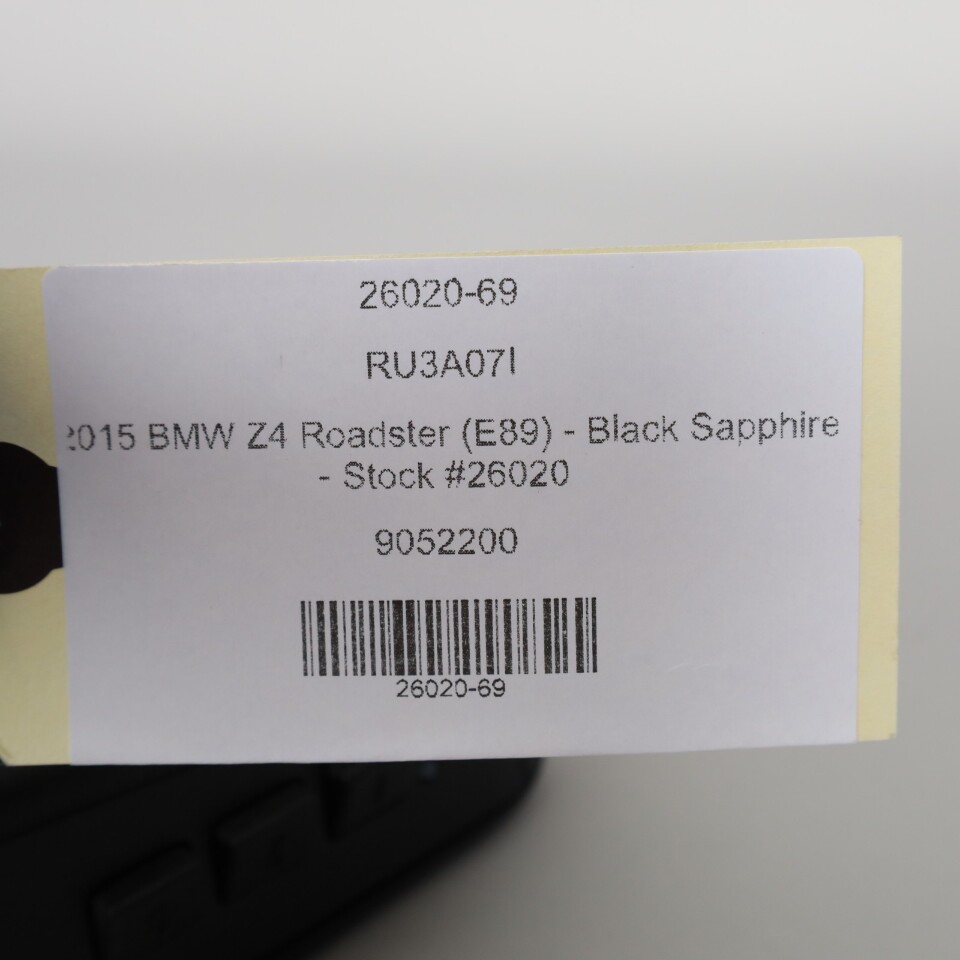 26020-69
RU3A07I
2015 BMW Z4 Roadster (E89) - Black Sapphire
- Stock #26020
9052200
26020-69